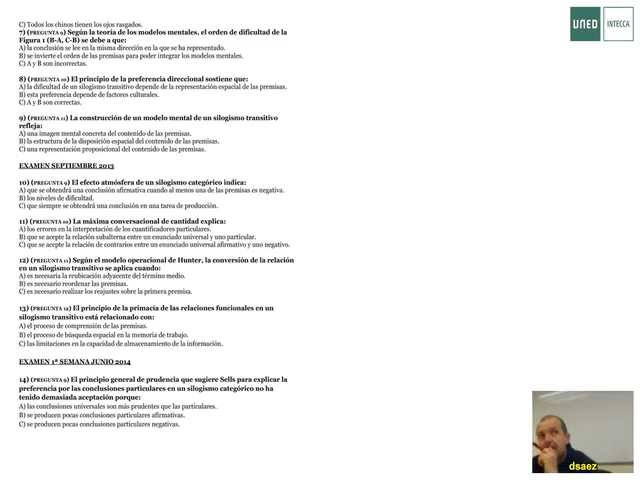 C) Todos los chinos tienen los ojos rasgados.
7) (PREGUNTA 9) Según la teoría de los modelos mentales, el orden de dificultad de la
Figura 1 (B-A, C-B) se debe a que:
A) la conclusión se lee en la misma dirección en la que se ha representado.
B) se invierte el orden de las premisas para poder integrar los modelos mentales.
C) A y B son incorrectas.
8) (PREGUNTA 10) El principio de la preferencia direccional sostiene que:
A) la dificultad de un silogismo transitivo depende de la representación espacial de las premisas.
B) esta preferencia depende de factores culturales.
C) A y B son correctas.
9) (PREGUNTA 11) La construcción de un modelo mental de un silogismo transitivo
refleja:
A) una imagen mental concreta del contenido de las premisas.
B) la estructura de la disposición espacial del contenido de las premisas.
C) una representación proposicional del contenido de las premisas.
EXAMEN SEPTIEMBRE 2013
10) (PREGUNTA 9) El efecto atmósfera de un silogismo categórico indica:
A) que se obtendrá una conclusión afirmativa cuando al menos una de las premisas es negativa.
B) los niveles de dificultad.
C) que siempre se obtendrá una conclusión en una tarea de producción.
11) (PREGUNTA 10) La máxima conversacional de cantidad explica:
A) los errores en la interpretación de los cuantificadores particulares.
B) que se acepte la relación subalterna entre un enunciado universal y uno particular.
C) que se acepte la relación de contrarios entre un enunciado universal afirmativo y uno negativo.
12) (PREGUNTA 11) Según el modelo operacional de Hunter, la conversión de la relación
en un silogismo transitivo se aplica cuando:
A) es necesaria la reubicación adyacente del término medio.
B) es necesario reordenar las premisas.
C) es necesario realizar los reajustes sobre la primera premisa.
13) (PREGUNTA 12) El principio de la primacía de las relaciones funcionales en un
silogismo transitivo está relacionado con:
A) el proceso de comprensión de las premisas.
B) el proceso de búsqueda espacial en la memoria de trabajo.
C) las limitaciones en la capacidad de almacenamiento de la información.
EXAMEN 1ª SEMANA JUNIO 2014
14) (PREGUNTA 9) El principio general de prudencia que sugiere Sells para explicar la
preferencia por las conclusiones particulares en un silogismo categórico no ha
tenido demasiada aceptación porque:
A) las conclusiones universales son más prudentes que las particulares.
B) se producen pocas conclusiones particulares afirmativas.
C) se producen pocas conclusiones particulares negativas.
UNED INTECCA
dsaez